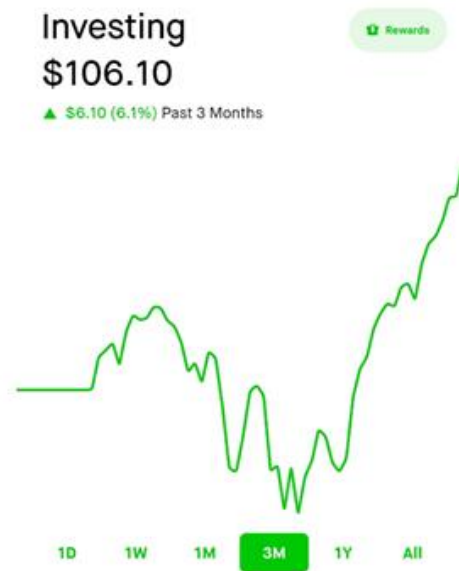 Investing
Rewards
$106.10
▲ $6.10 (6.1%) Past 3 Months
1D 1W 1M 3M 1Y All